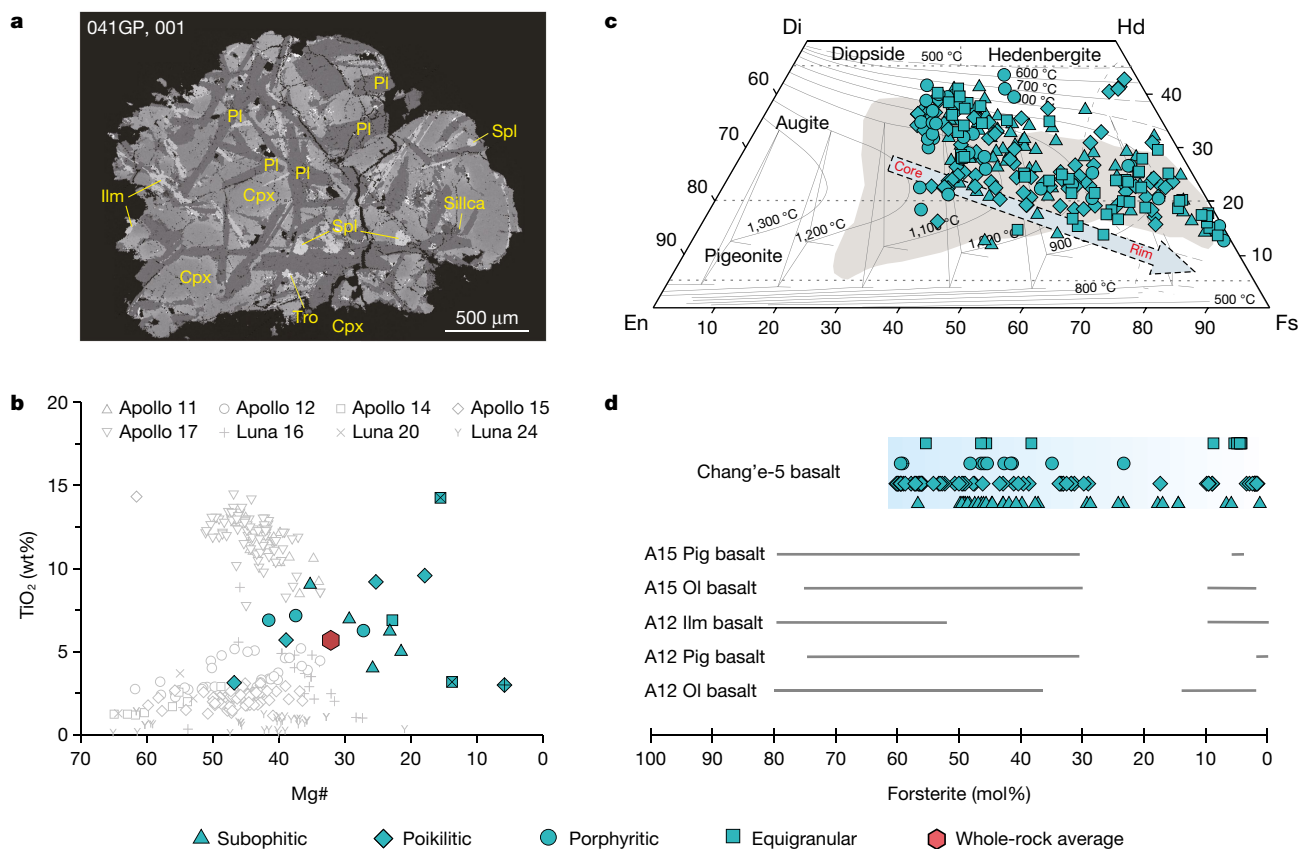 a
041GP, 001
Pl
Pl
Pl
Spl
Pl
Pl
Ilm
Cpx
Silica
Spl
Cpx
Tro
Cpx
500 µm
c
Di
Hd
Diopside
500 °C
Hedenbergite
600 °C
700 °C
60
40
Augite
70
30
Core
80
20
1,300 °C
1,200 °C
1,100 °C
900
90
Pigeonite
Rim
10
800 °C
500 °C
En
10
20
30
40
50
60
70
80
90
Fs
b
20
15
10
5
0
TiO₂ (wt%)
Apollo 11
Apollo 12
Apollo 14
Apollo 15
Apollo 17
Luna 16
Luna 20
Luna 24
70
60
50
40
30
20
10
0
Mg#
d
Chang'e-5 basalt
A15 Pig basalt
A15 Ol basalt
A12 Ilm basalt
A12 Pig basalt
A12 Ol basalt
100
90
80
70
60
50
40
30
20
10
0
Forsterite (mol%)
Subophitic
Poikilitic
Porphyritic
Equigranular
Whole-rock average